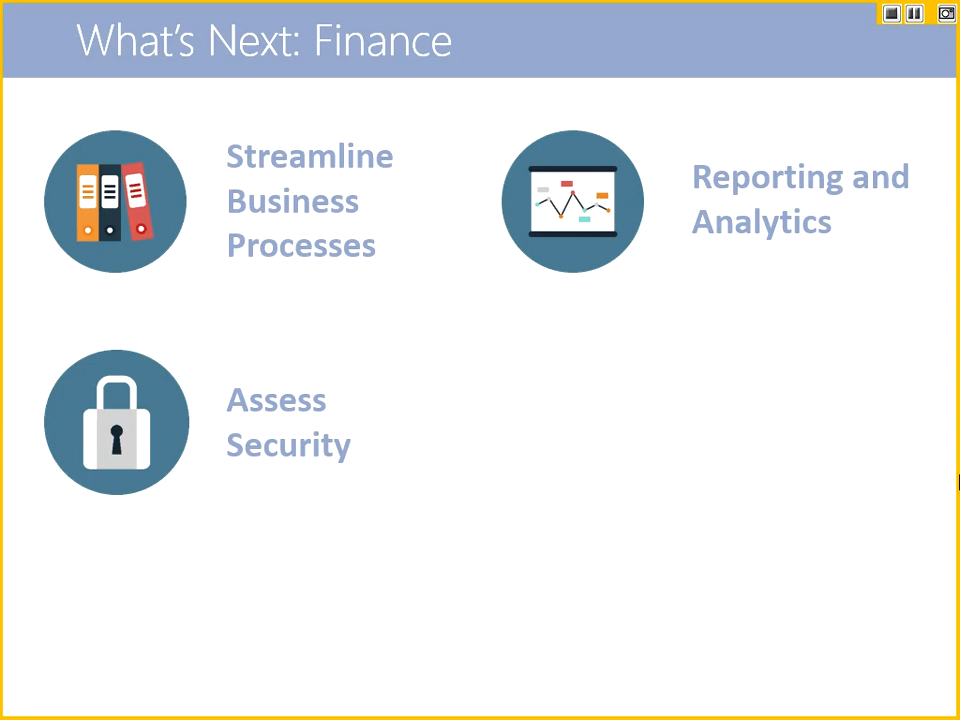 What's Next: Finance
Streamline
Business
Processes
Reporting and
Analytics
Assess
Security